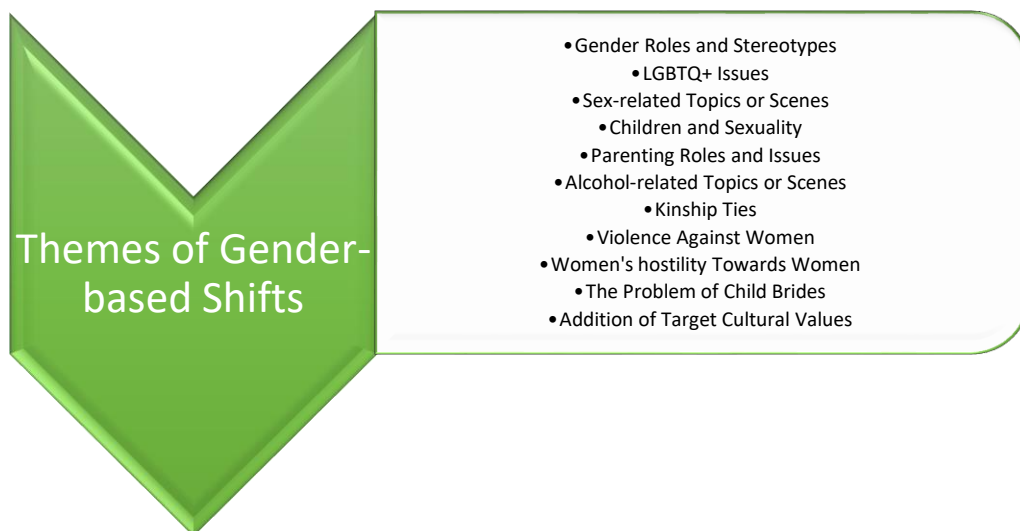 Themes of Gender-
based Shifts
•Gender Roles and Stereotypes
•LGBTQ+ Issues
•Sex-related Topics or Scenes
•Children and Sexuality
•Parenting Roles and Issues
•Alcohol-related Topics or Scenes
•Kinship Ties
•Violence Against Women
•Women's hostility Towards Women
•The Problem of Child Brides
•Addition of Target Cultural Values